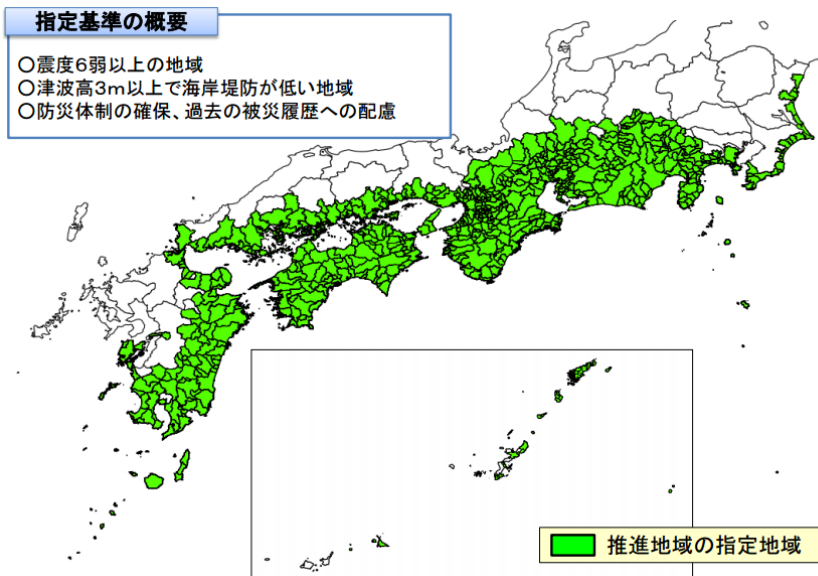 指定基準の概要
○震度6弱以上の地域
○津波高3m以上で海岸堤防が低い地域
○防災体制の確保、過去の被災履歴への配慮
推進地域の指定地域